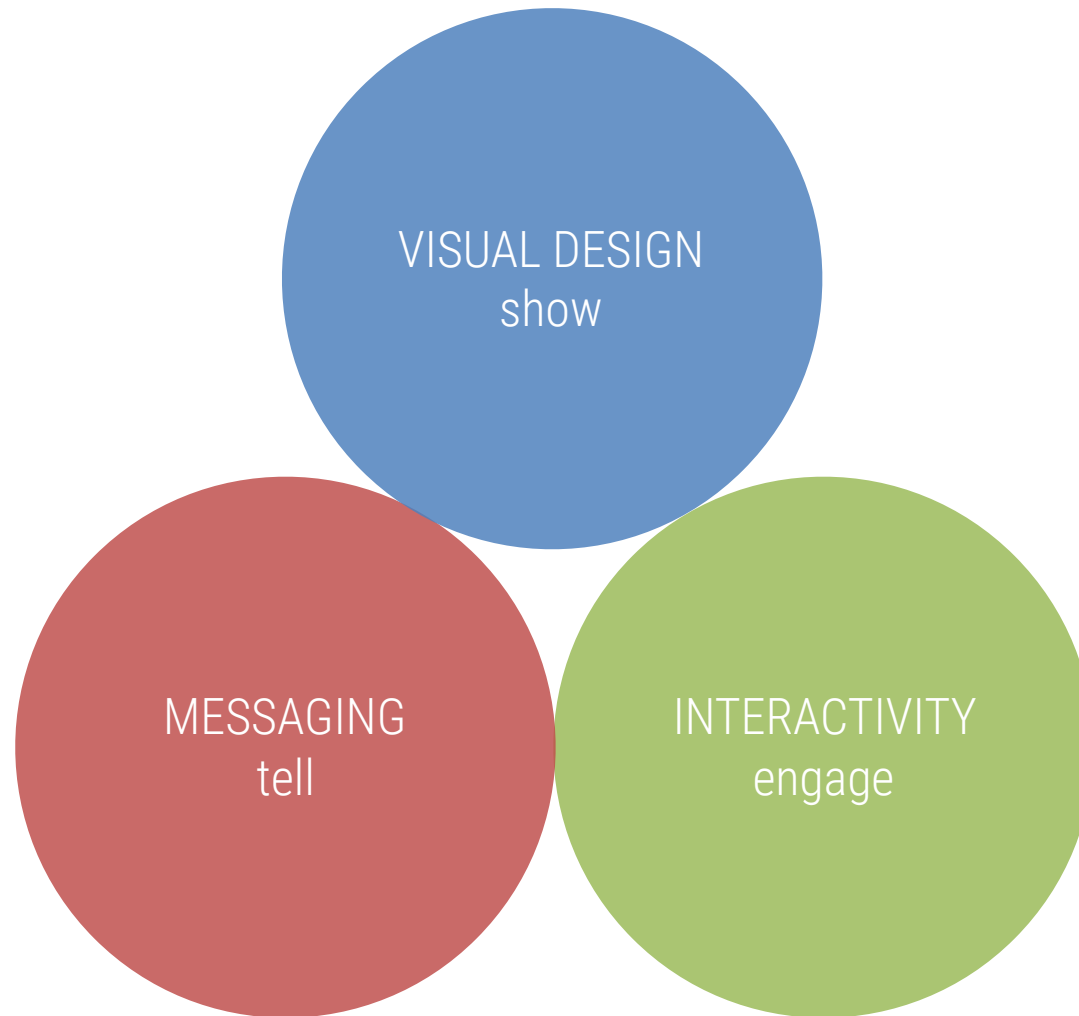 VISUAL DESIGN
show
MESSAGING
tell
INTERACTIVITY
engage